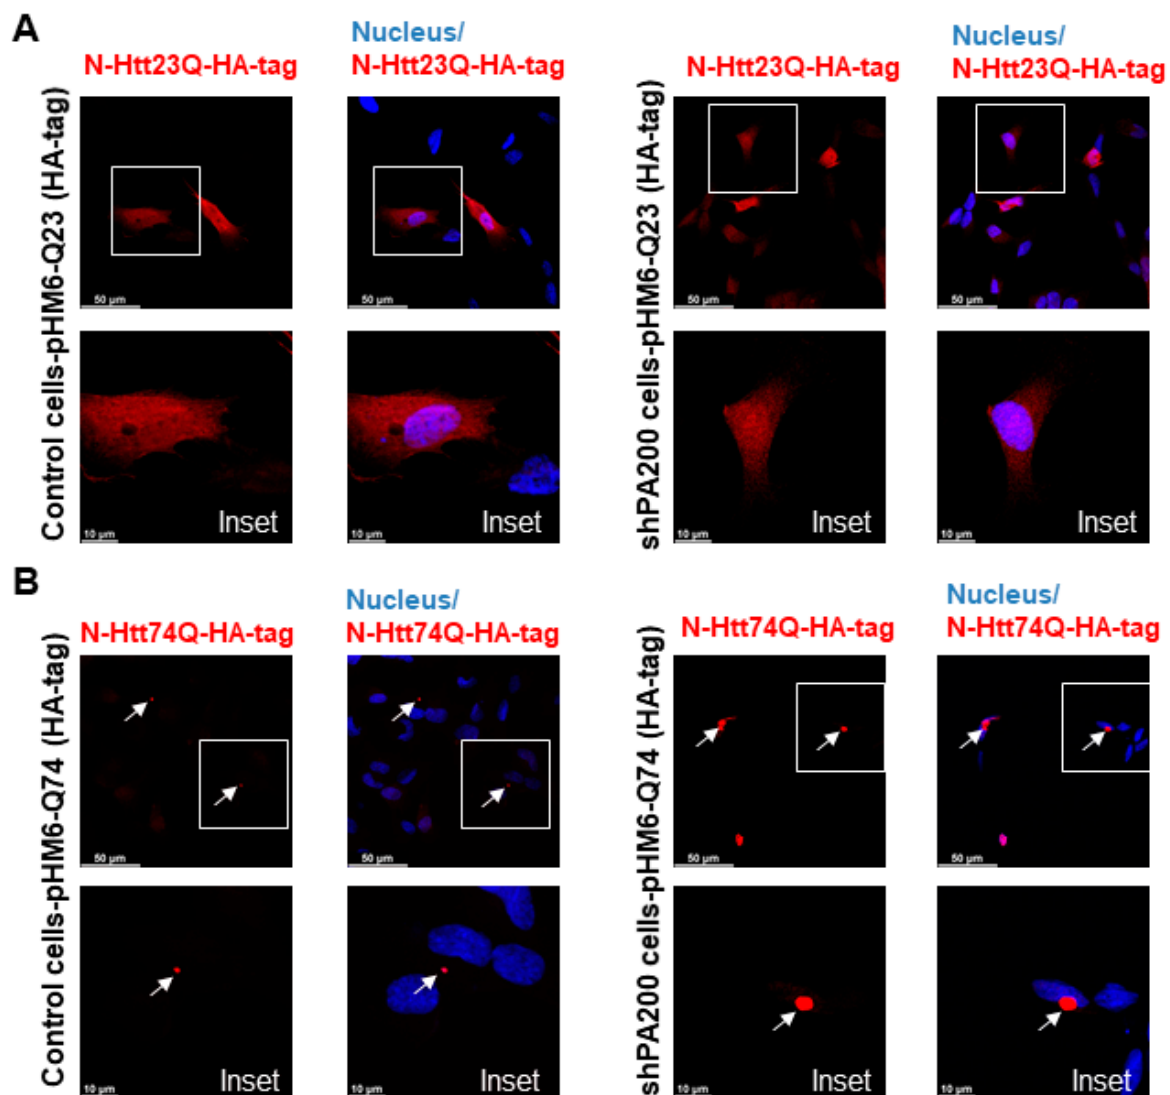 A
N-Htt23Q-HA-tag
Nucleus/
N-Htt23Q-HA-tag
N-Htt23Q-HA-tag
Nucleus/
N-Htt23Q-HA-tag
Control cells-pHM6-Q23 (HA-tag)
50 µm
50 µm
shPA200 cells-pHM6-Q23 (HA-tag)
50 µm
50 µm
Inset
10 µm
Inset
10 µm
Inset
10 µm
Inset
10 µm
B
N-Htt74Q-HA-tag
Nucleus/
N-Htt74Q-HA-tag
N-Htt74Q-HA-tag
Nucleus/
N-Htt74Q-HA-tag
Control cells-pHM6-Q74 (HA-tag)
50 µm
50 µm
shPA200 cells-pHM6-Q74 (HA-tag)
50 µm
50 µm
Inset
10 µm
Inset
10 µm
Inset
10 µm
Inset
10 µm